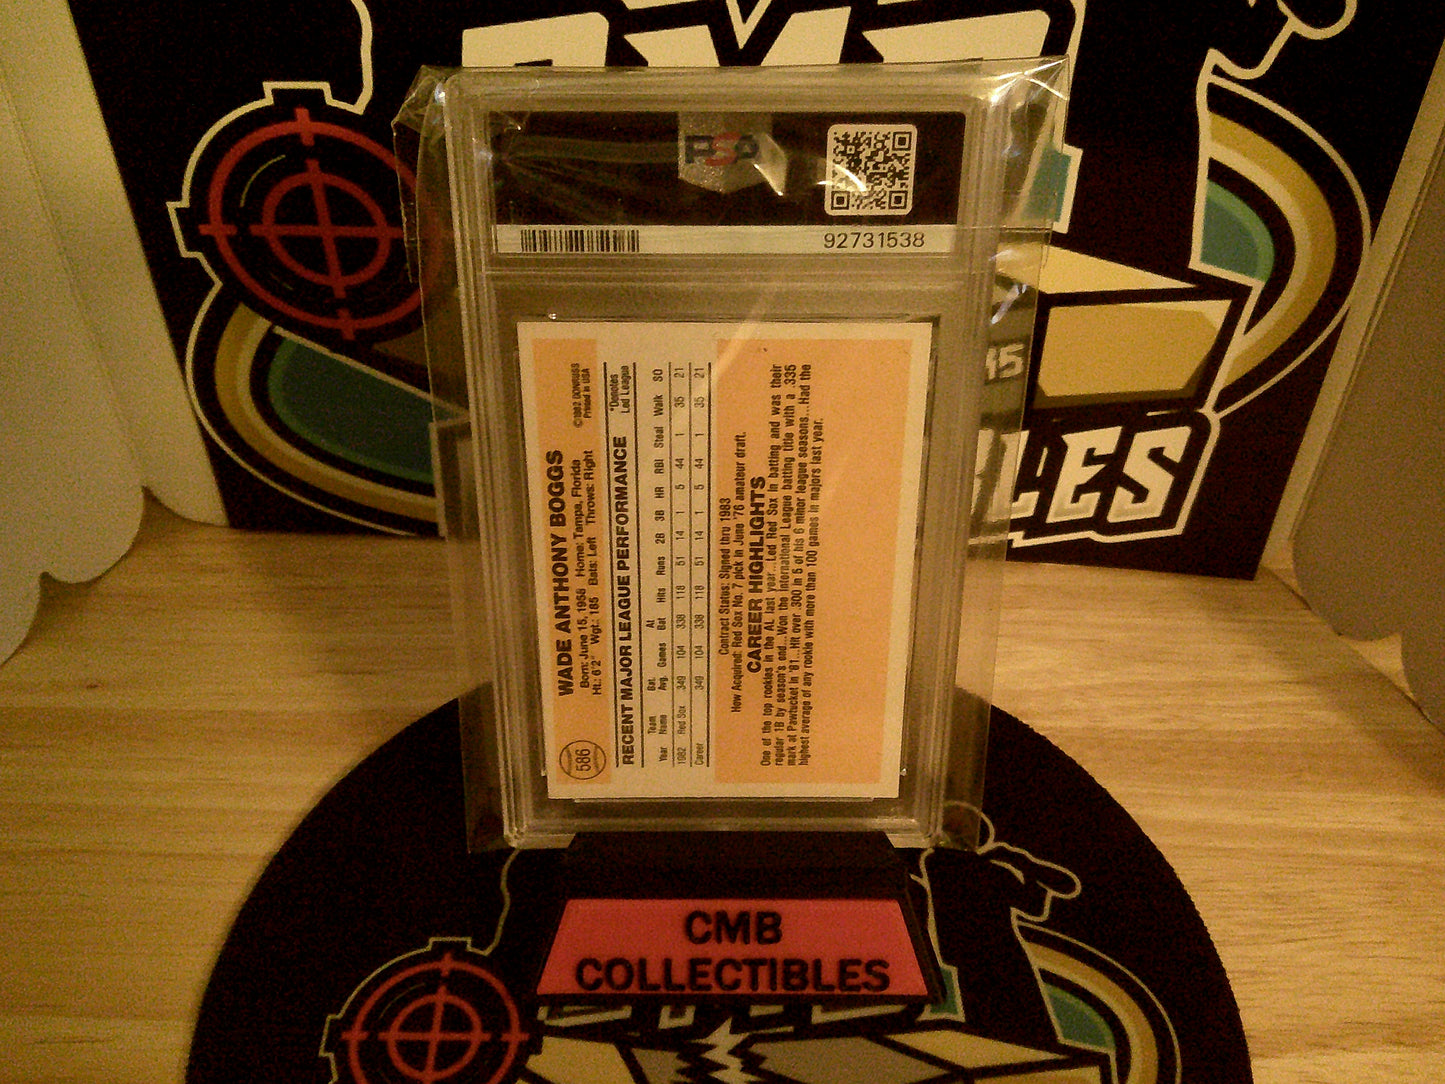 PSA
92731538
586
WADE ANTHONY BOGGS
©1982 DONRUSS
Printed in USA
Born: June 15, 1958 Home: Tampa, Florida
Ht.: 6'2" Wgt.: 185 Bats: Left Throws: Right
RECENT MAJOR LEAGUE PERFORMANCE
*Denotes
Led League
Year Team Name Bat. Avg. Games At Bat Hits Runs 2B 3B HR RBI Steal Walk SO
1982 Red Sox .349 104 338 118 51 14 1 5 44 1 35 21
Career .349 104 338 118 51 14 1 5 44 1 35 21
Contract Status: Signed thru 1983
How Acquired: Red Sox No. 7 pick in June '76 amateur draft.
CAREER HIGHLIGHTS
One of the top rookies in the AL last year...Led Red Sox in batting and was their
regular 1B by season's end...Won the International League batting title with a .335
mark at Pawtucket in '81...Hit over .300 in 5 of his 6 minor league seasons...Had the
highest average of any rookie with more than 100 games in majors last year.
CMB
COLLECTIBLES